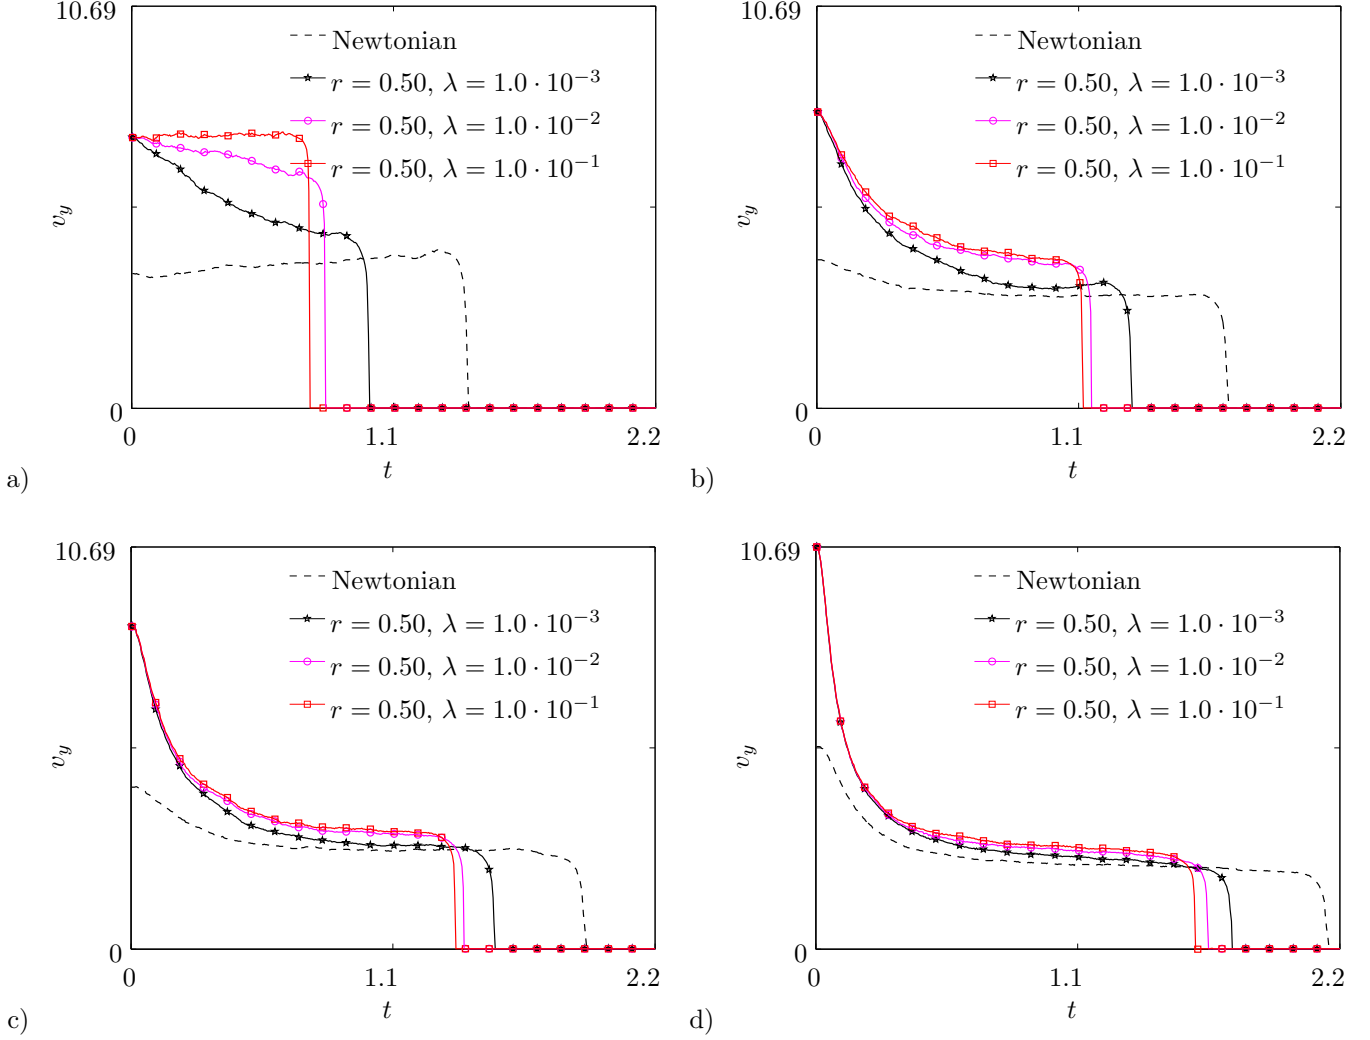 10.69
Newtonian
r = 0.50, λ = 1.0 · 10⁻³
r = 0.50, λ = 1.0 · 10⁻²
r = 0.50, λ = 1.0 · 10⁻¹
v_y
0
0 1.1 2.2
t
a)
10.69
Newtonian
r = 0.50, λ = 1.0 · 10⁻³
r = 0.50, λ = 1.0 · 10⁻²
r = 0.50, λ = 1.0 · 10⁻¹
v_y
0
0 1.1 2.2
t
b)
10.69
Newtonian
r = 0.50, λ = 1.0 · 10⁻³
r = 0.50, λ = 1.0 · 10⁻²
r = 0.50, λ = 1.0 · 10⁻¹
v_y
0
0 1.1 2.2
t
c)
10.69
Newtonian
r = 0.50, λ = 1.0 · 10⁻³
r = 0.50, λ = 1.0 · 10⁻²
r = 0.50, λ = 1.0 · 10⁻¹
v_y
0
0 1.1 2.2
t
d)